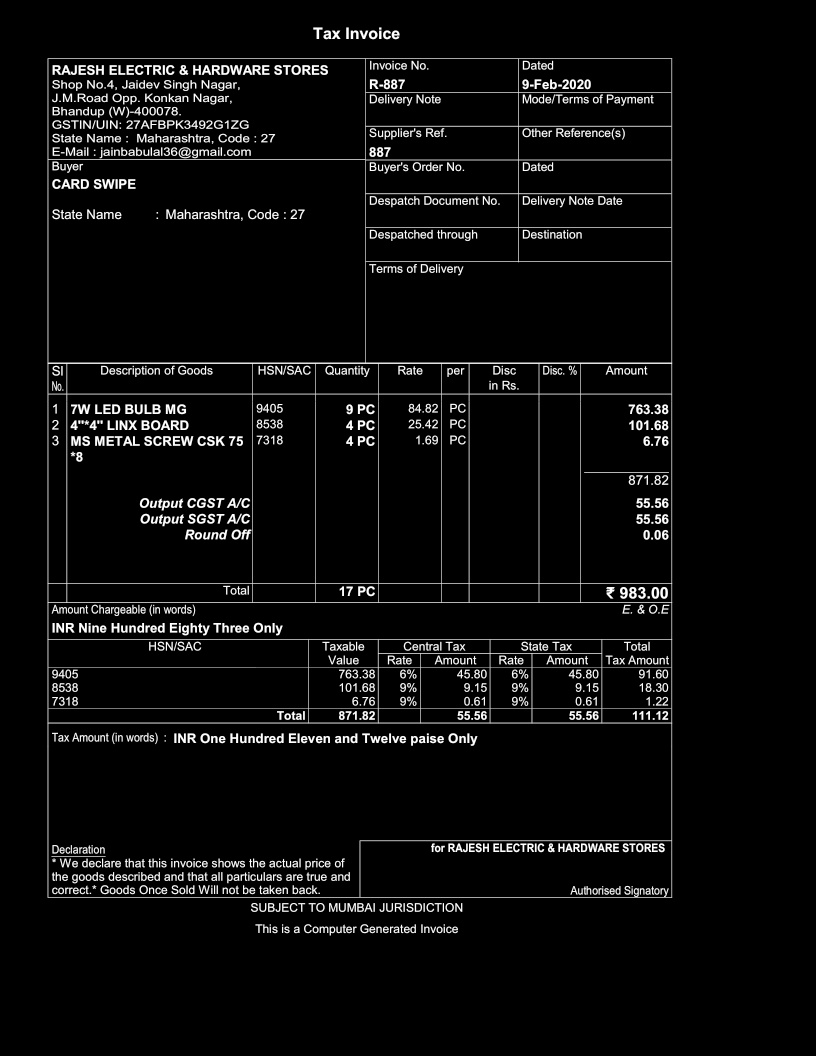 Tax Invoice
RAJESH ELECTRIC & HARDWARE STORES
Shop No.4, Jaidev Singh Nagar,
J.M.Road Opp. Konkan Nagar,
Bhandup (W)-400078.
GSTIN/UIN: 27AFBPK3492G1ZG
State Name : Maharashtra, Code : 27
E-Mail : jainbabulal36@gmail.com
Invoice No. Dated
R-887 9-Feb-2020
Delivery Note Mode/Terms of Payment
Supplier's Ref. Other Reference(s)
887
Buyer
CARD SWIPE
State Name : Maharashtra, Code : 27
Buyer's Order No. Dated
Despatch Document No. Delivery Note Date
Despatched through Destination
Terms of Delivery
Sl Description of Goods HSN/SAC Quantity Rate per Disc Disc. % Amount
No. in Rs.
1 7W LED BULB MG 9405 9 PC 84.82 PC 763.38
2 4"*4" LINX BOARD 8538 4 PC 25.42 PC 101.68
3 MS METAL SCREW CSK 75 7318 4 PC 1.69 PC 6.76
*8
871.82
Output CGST A/C 55.56
Output SGST A/C 55.56
Round Off 0.06
Total 17 PC ₹ 983.00
Amount Chargeable (in words) E. & O.E
INR Nine Hundred Eighty Three Only
HSN/SAC Taxable Central Tax State Tax Total
Value Rate Amount Rate Amount Tax Amount
9405 763.38 6% 45.80 6% 45.80 91.60
8538 101.68 9% 9.15 9% 9.15 18.30
7318 6.76 9% 0.61 9% 0.61 1.22
Total 871.82 55.56 55.56 111.12
Tax Amount (in words) : INR One Hundred Eleven and Twelve paise Only
Declaration
* We declare that this invoice shows the actual price of
the goods described and that all particulars are true and
correct.* Goods Once Sold Will not be taken back.
for RAJESH ELECTRIC & HARDWARE STORES
Authorised Signatory
SUBJECT TO MUMBAI JURISDICTION
This is a Computer Generated Invoice